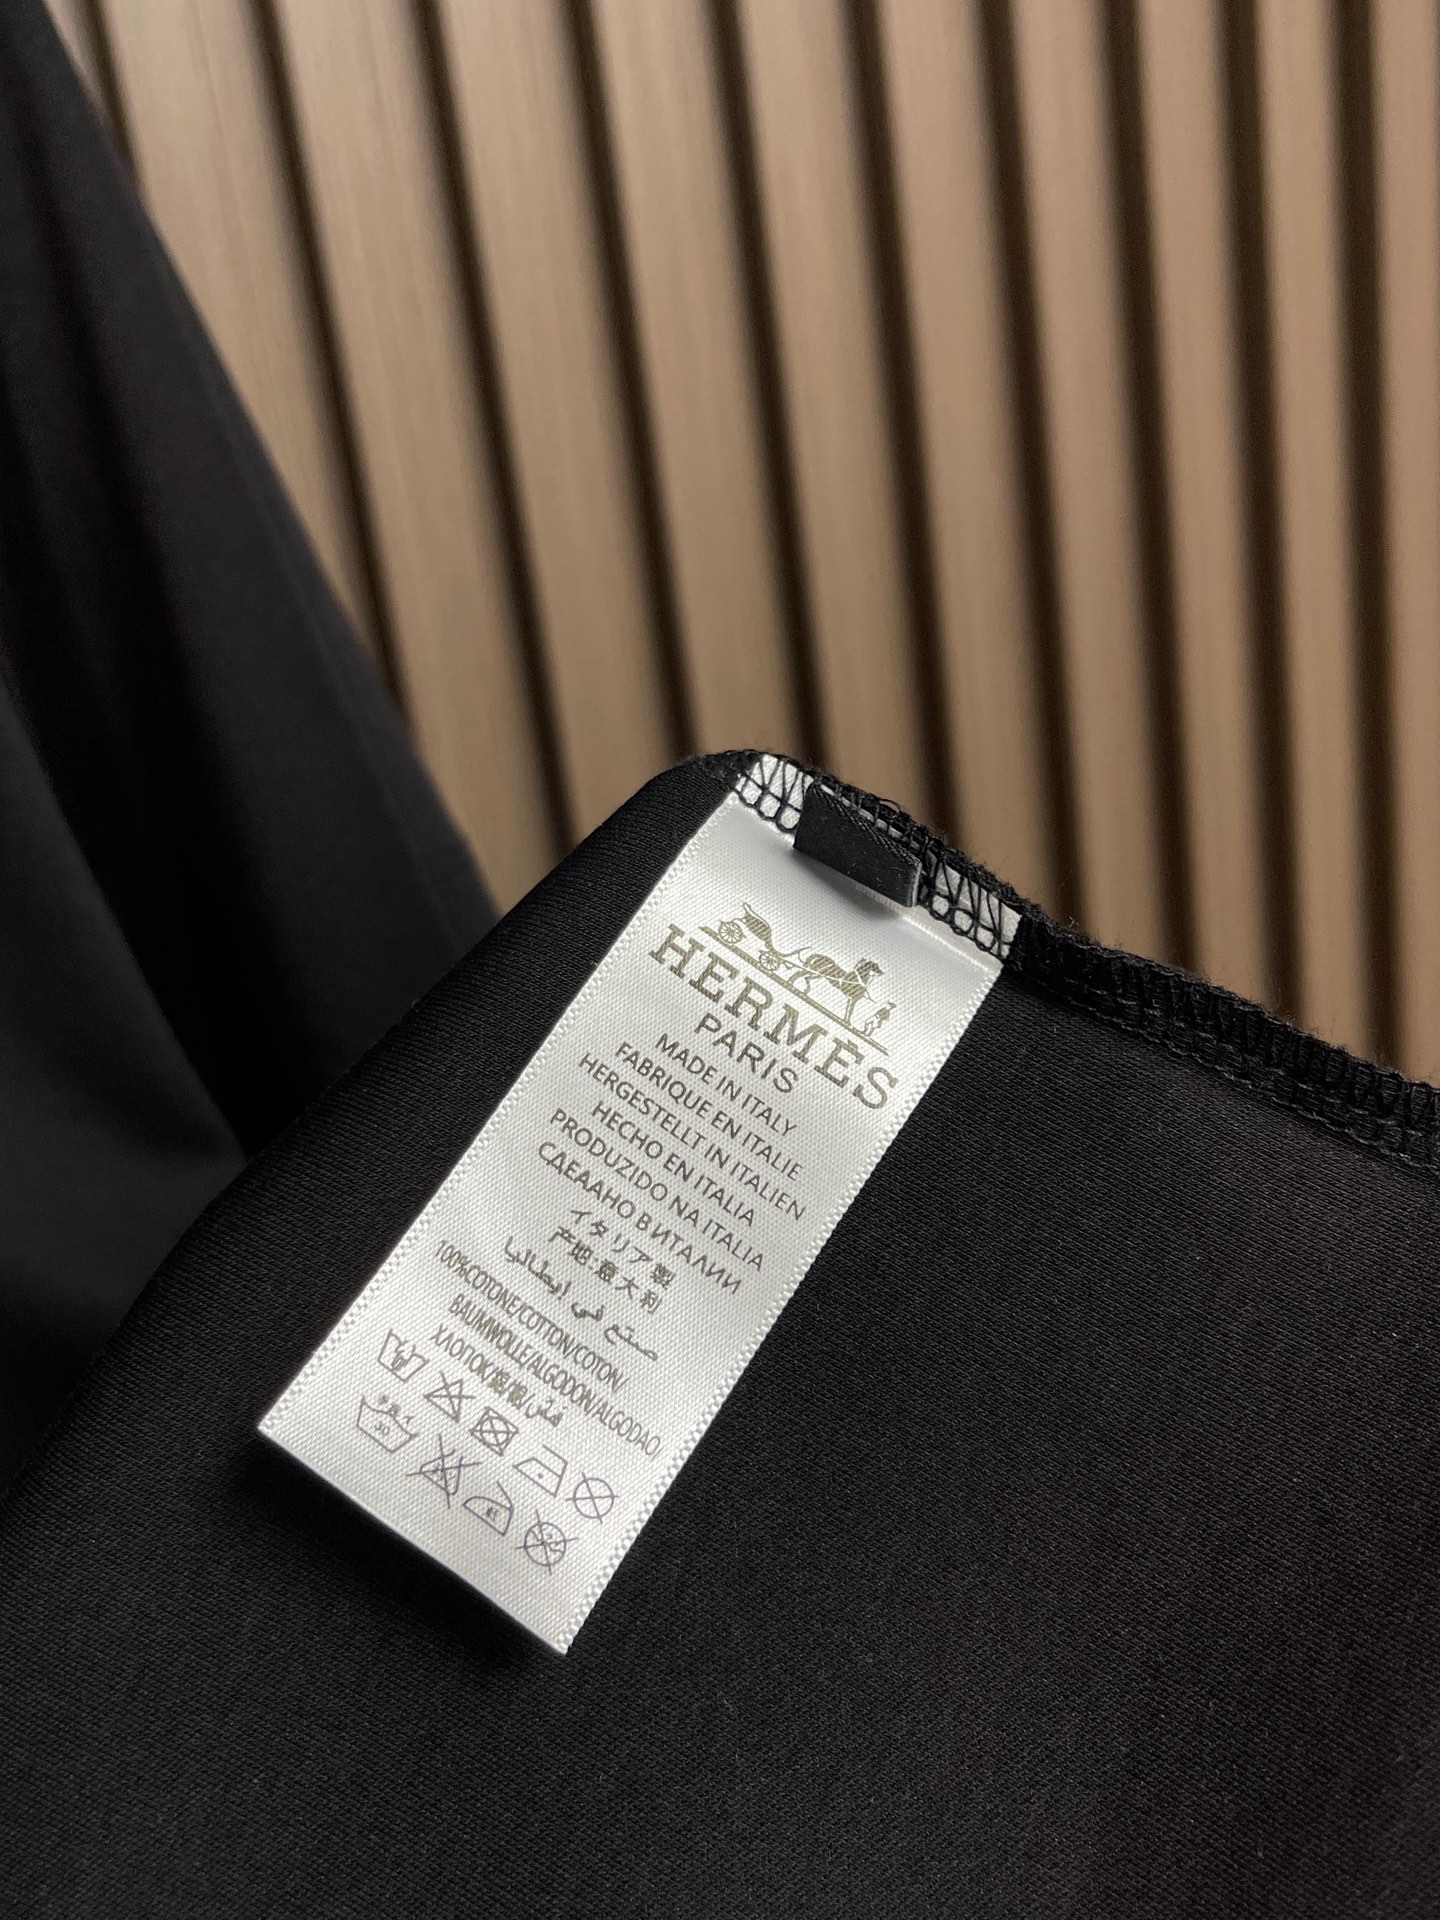 HERMÈS
PARIS
MADE IN ITALY
FABRIQUE EN ITALIE
HERGESTELLT IN ITALIEN
HECHO EN ITALIA
PRODUZIDO NA ITALIA
СДЕЛАНО В ИТАЛИИ
イタリア製
产地:意大利
صنع في ايطاليا
100%COTONE/COTTON/COTON/
BAUMWOLLE/ALGODON/ALGODAO/
ХЛОПОК/
30